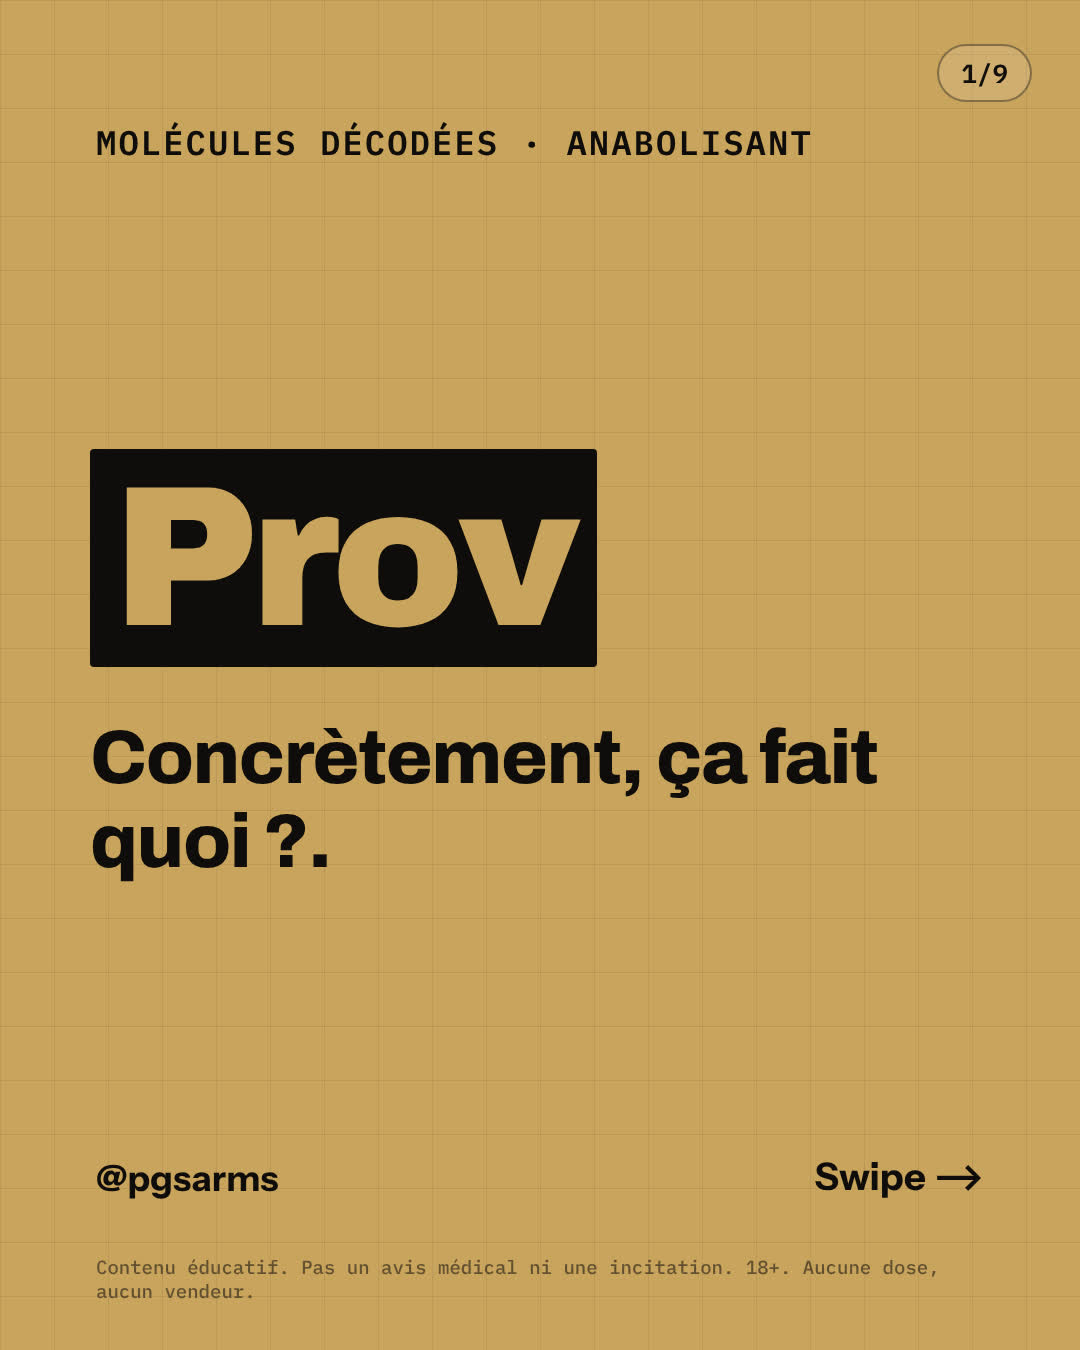 1/9
MOLÉCULES DÉCODÉES · ANABOLISANT
Prov
Concrètement, ça fait
quoi ?.
@pgsarms
Swipe →
Contenu éducatif. Pas un avis médical ni une incitation. 18+. Aucune dose,
aucun vendeur.